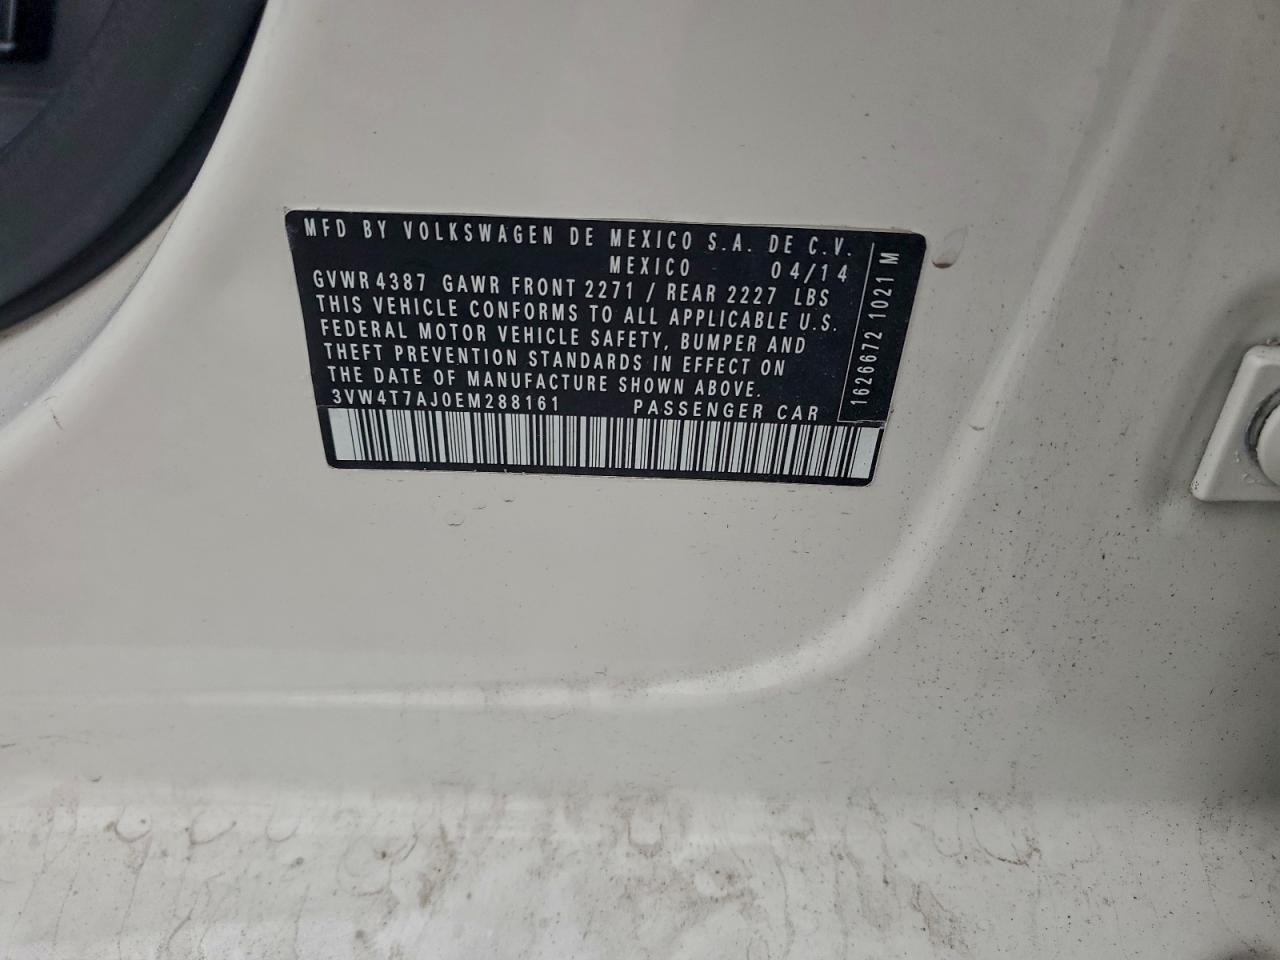 MFD BY VOLKSWAGEN DE MEXICO S.A. DE C.V.
MEXICO 04/14
GVWR 4387 GAWR FRONT 2271 / REAR 2227 LBS
THIS VEHICLE CONFORMS TO ALL APPLICABLE U.S.
FEDERAL MOTOR VEHICLE SAFETY, BUMPER AND
THEFT PREVENTION STANDARDS IN EFFECT ON
THE DATE OF MANUFACTURE SHOWN ABOVE.
3VW4T7AJ0EM288161 PASSENGER CAR
1626672 1021 M